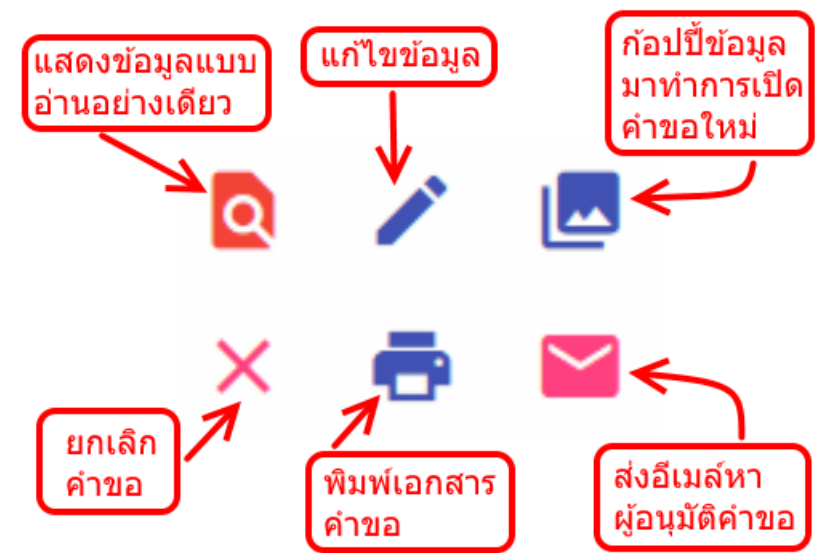 แสดงข้อมูลแบบ
อ่านอย่างเดียว
แก้ไขข้อมูล
ก้อปปี้ข้อมูล
มาทำการเปิด
คำขอใหม่
ยกเลิก
คำขอ
พิมพ์เอกสาร
คำขอ
ส่งอีเมล์หา
ผู้อนุมัติคำขอ